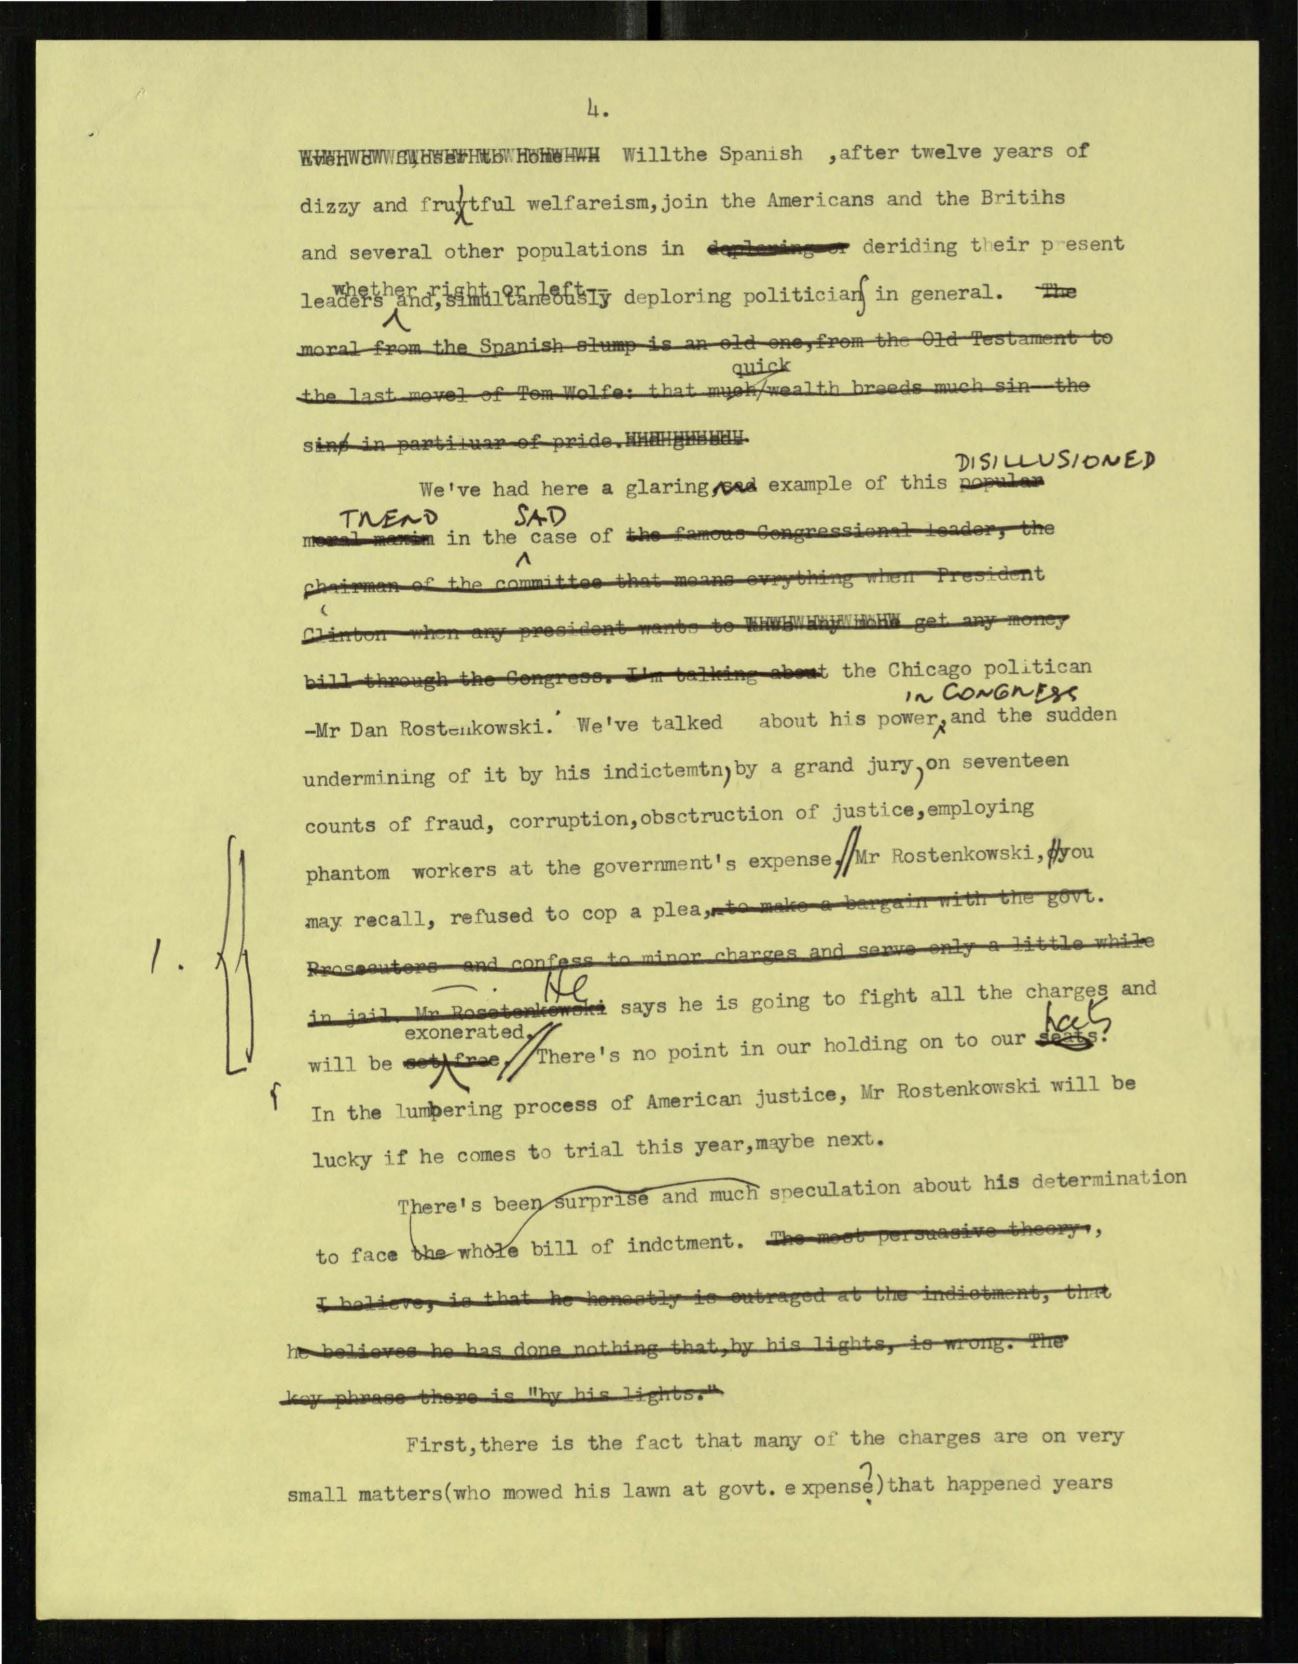 4.
Will the Spanish ,after twelve years of
dizzy and frutful welfareism,join the Americans and the Britihs
and several other populations in deploring or deriding their present
whether right or left—
leaders and,simultaneously deploring politicians in general. The
moral from the Spanish slump is an old one,from the Old Testament to
quick
the last movel of Tom Wolfe: that much/wealth breeds much sin--the
sins in partiluar of pride.
DISILLUSIONED
We've had here a glaring,sad example of this popular
TREND SAD
moral maxim in the case of the famous Congressional leader, the
chairman of the committee that means evrything when President
Clinton when any president wants to get any money
bill through the Congress. I'm talking about the Chicago politican
IN CONGRESS
-Mr Dan Rostenkowski. We've talked about his power, and the sudden
undermining of it by his indictemtn,by a grand jury,on seventeen
counts of fraud, corruption,obsctruction of justice,employing
phantom workers at the government's expense.//Mr Rostenkowski, you
1. may recall, refused to cop a plea, to make a bargain with the govt.
Prosecutors and confess to minor charges and serve only a little while
He
in jail. Mr Rosetenkowski says he is going to fight all the charges and
exonerated. hats
will be set free.//There's no point in our holding on to our seats.
In the lumbering process of American justice, Mr Rostenkowski will be
lucky if he comes to trial this year,maybe next.
There's been surprise and much speculation about his determination
to face the whole bill of indctment. The most persuasive theory,,
I believe, is that he honestly is outraged at the indictment, that
he believes he has done nothing that,by his lights, is wrong. The
key phrase there is "by his lights."
First,there is the fact that many of the charges are on very
small matters(who mowed his lawn at govt. expense?)that happened years